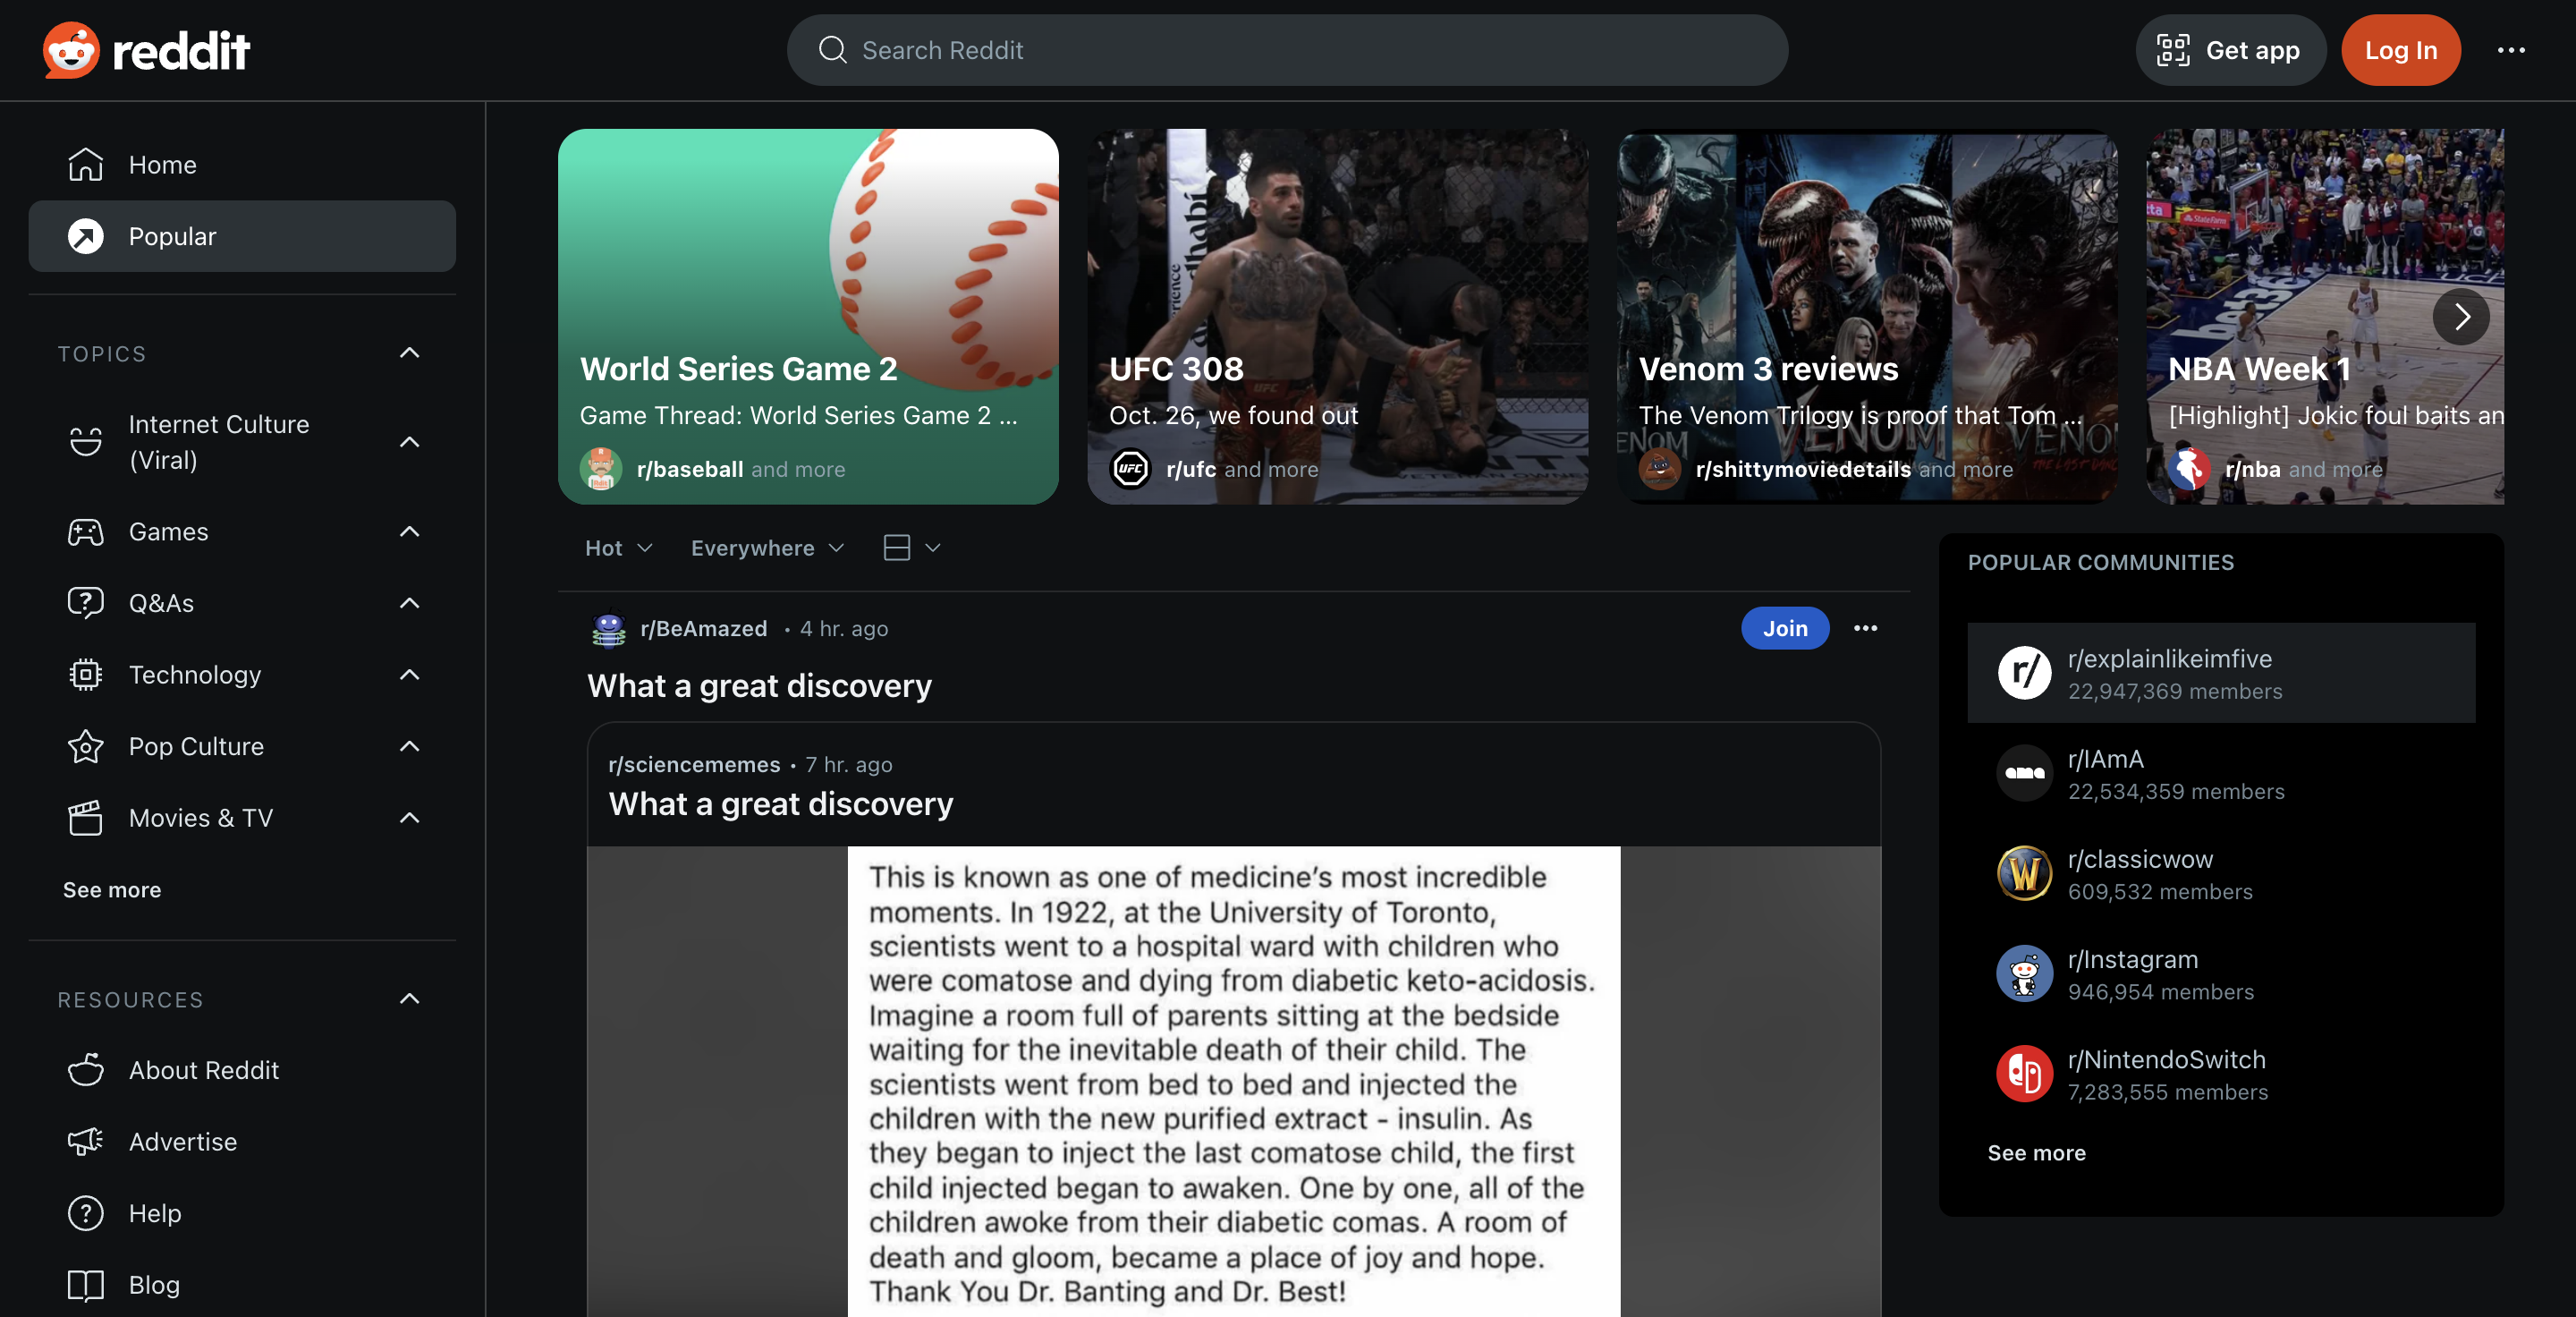 reddit
Search Reddit
Get app
Log In
Home
Popular
TOPICS
Internet Culture
(Viral)
Games
Q&As
Technology
Pop Culture
Movies & TV
See more
RESOURCES
About Reddit
Advertise
Help
Blog
World Series Game 2
Game Thread: World Series Game 2 ...
r/baseball and more
UFC 308
Oct. 26, we found out
r/ufc and more
Venom 3 reviews
The Venom Trilogy is proof that Tom ...
r/shittymoviedetails and more
NBA Week 1
[Highlight] Jokic foul baits an
r/nba and more
Hot
Everywhere
r/BeAmazed • 4 hr. ago
Join
What a great discovery
r/sciencememes • 7 hr. ago
What a great discovery
This is known as one of medicine’s most incredible
moments. In 1922, at the University of Toronto,
scientists went to a hospital ward with children who
were comatose and dying from diabetic keto-acidosis.
Imagine a room full of parents sitting at the bedside
waiting for the inevitable death of their child. The
scientists went from bed to bed and injected the
children with the new purified extract - insulin. As
they began to inject the last comatose child, the first
child injected began to awaken. One by one, all of the
children awoke from their diabetic comas. A room of
death and gloom, became a place of joy and hope.
Thank You Dr. Banting and Dr. Best!
POPULAR COMMUNITIES
r/explainlikeimfive
22,947,369 members
r/IAmA
22,534,359 members
r/classicwow
609,532 members
r/Instagram
946,954 members
r/NintendoSwitch
7,283,555 members
See more